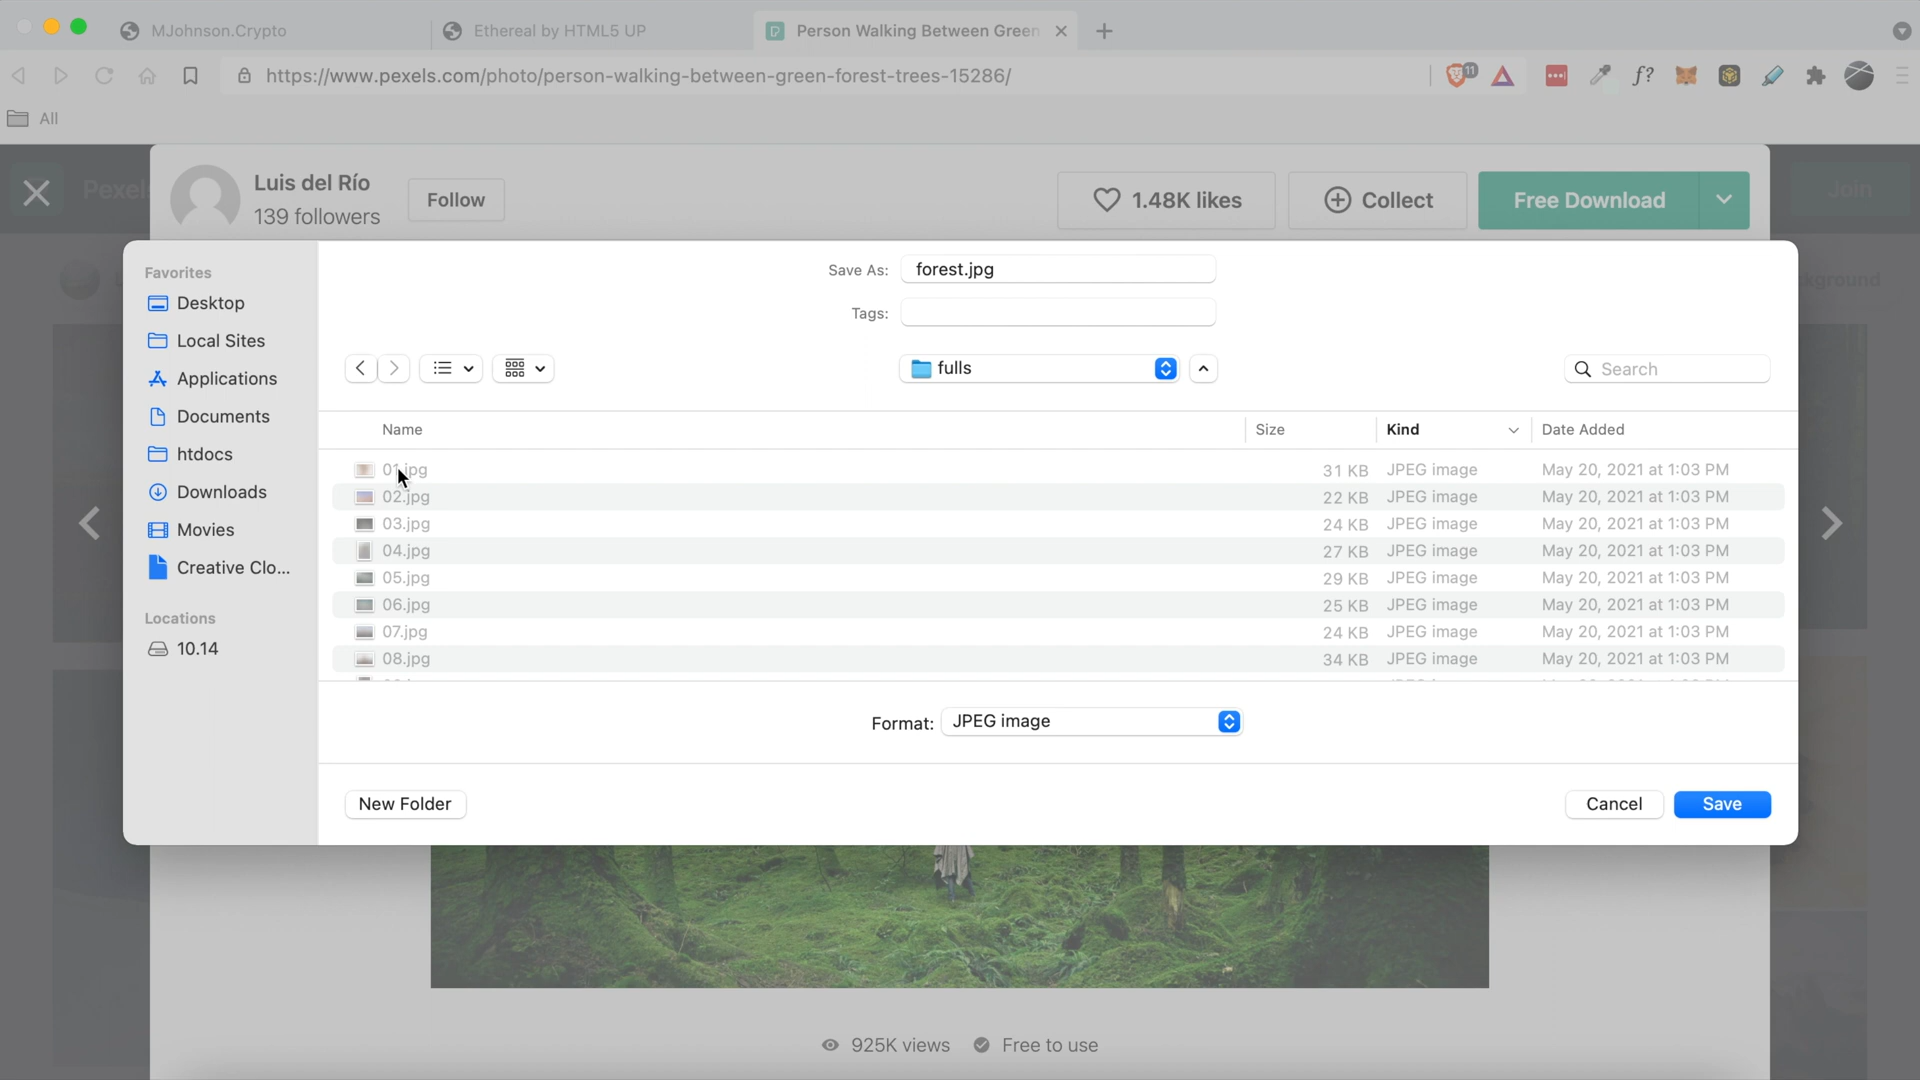 MJohnson.Crypto
Ethereal by HTML5 UP
Person Walking Between Green
https://www.pexels.com/photo/person-walking-between-green-forest-trees-15286/
11
f?
All
Pexels
Luis del Río
139 followers
Follow
1.48K likes
Collect
Free Download
Join
Favorites
Desktop
Local Sites
Applications
Documents
htdocs
Downloads
Movies
Creative Clo...
Locations
10.14
Save As: forest.jpg
Tags:
fulls
Search
Name Size Kind Date Added
01.jpg 31 KB JPEG image May 20, 2021 at 1:03 PM
02.jpg 22 KB JPEG image May 20, 2021 at 1:03 PM
03.jpg 24 KB JPEG image May 20, 2021 at 1:03 PM
04.jpg 27 KB JPEG image May 20, 2021 at 1:03 PM
05.jpg 29 KB JPEG image May 20, 2021 at 1:03 PM
06.jpg 25 KB JPEG image May 20, 2021 at 1:03 PM
07.jpg 24 KB JPEG image May 20, 2021 at 1:03 PM
08.jpg 34 KB JPEG image May 20, 2021 at 1:03 PM
Format: JPEG image
New Folder
Cancel
Save
925K views
Free to use